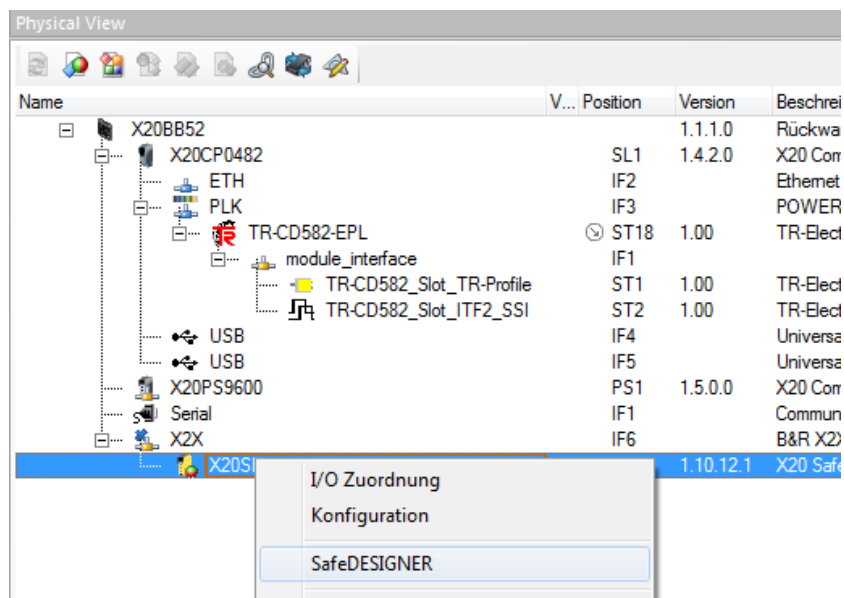 Physical View
Name V... Position Version Beschrei
X20BB52 1.1.1.0 Rückwa
X20CP0482 SL1 1.4.2.0 X20 Com
ETH IF2 Ethernet
PLK IF3 POWER
TR-CD582-EPL ST18 1.00 TR-Elect
module_interface IF1
TR-CD582_Slot_TR-Profile ST1 1.00 TR-Elect
TR-CD582_Slot_ITF2_SSI ST2 1.00 TR-Elect
USB IF4 Universa
USB IF5 Universa
X20PS9600 PS1 1.5.0.0 X20 Com
Serial IF1 Commun
X2X IF6 B&R X2X
X20S 1.10.12.1 X20 Safe
I/O Zuordnung
Konfiguration
SafeDESIGNER